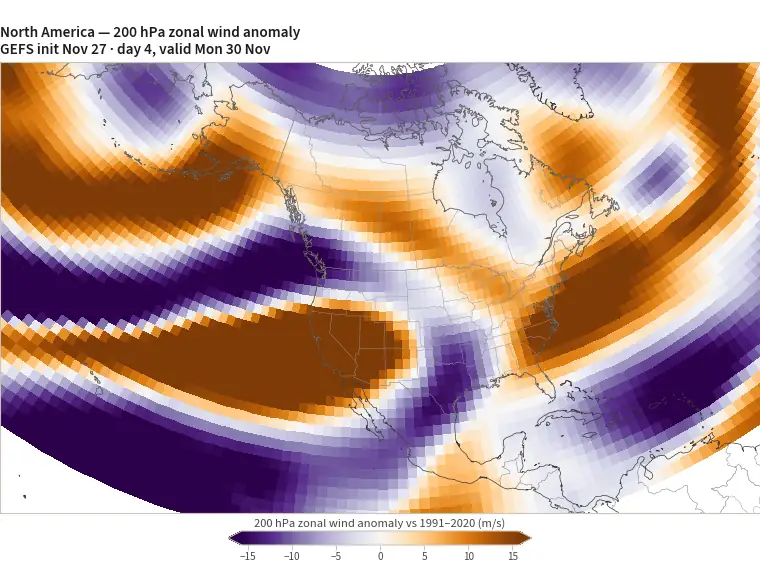 North America — 200 hPa zonal wind anomaly
GEFS init Nov 27 · day 4, valid Mon 30 Nov
200 hPa zonal wind anomaly vs 1991–2020 (m/s)
−15 −10 −5 0 5 10 15